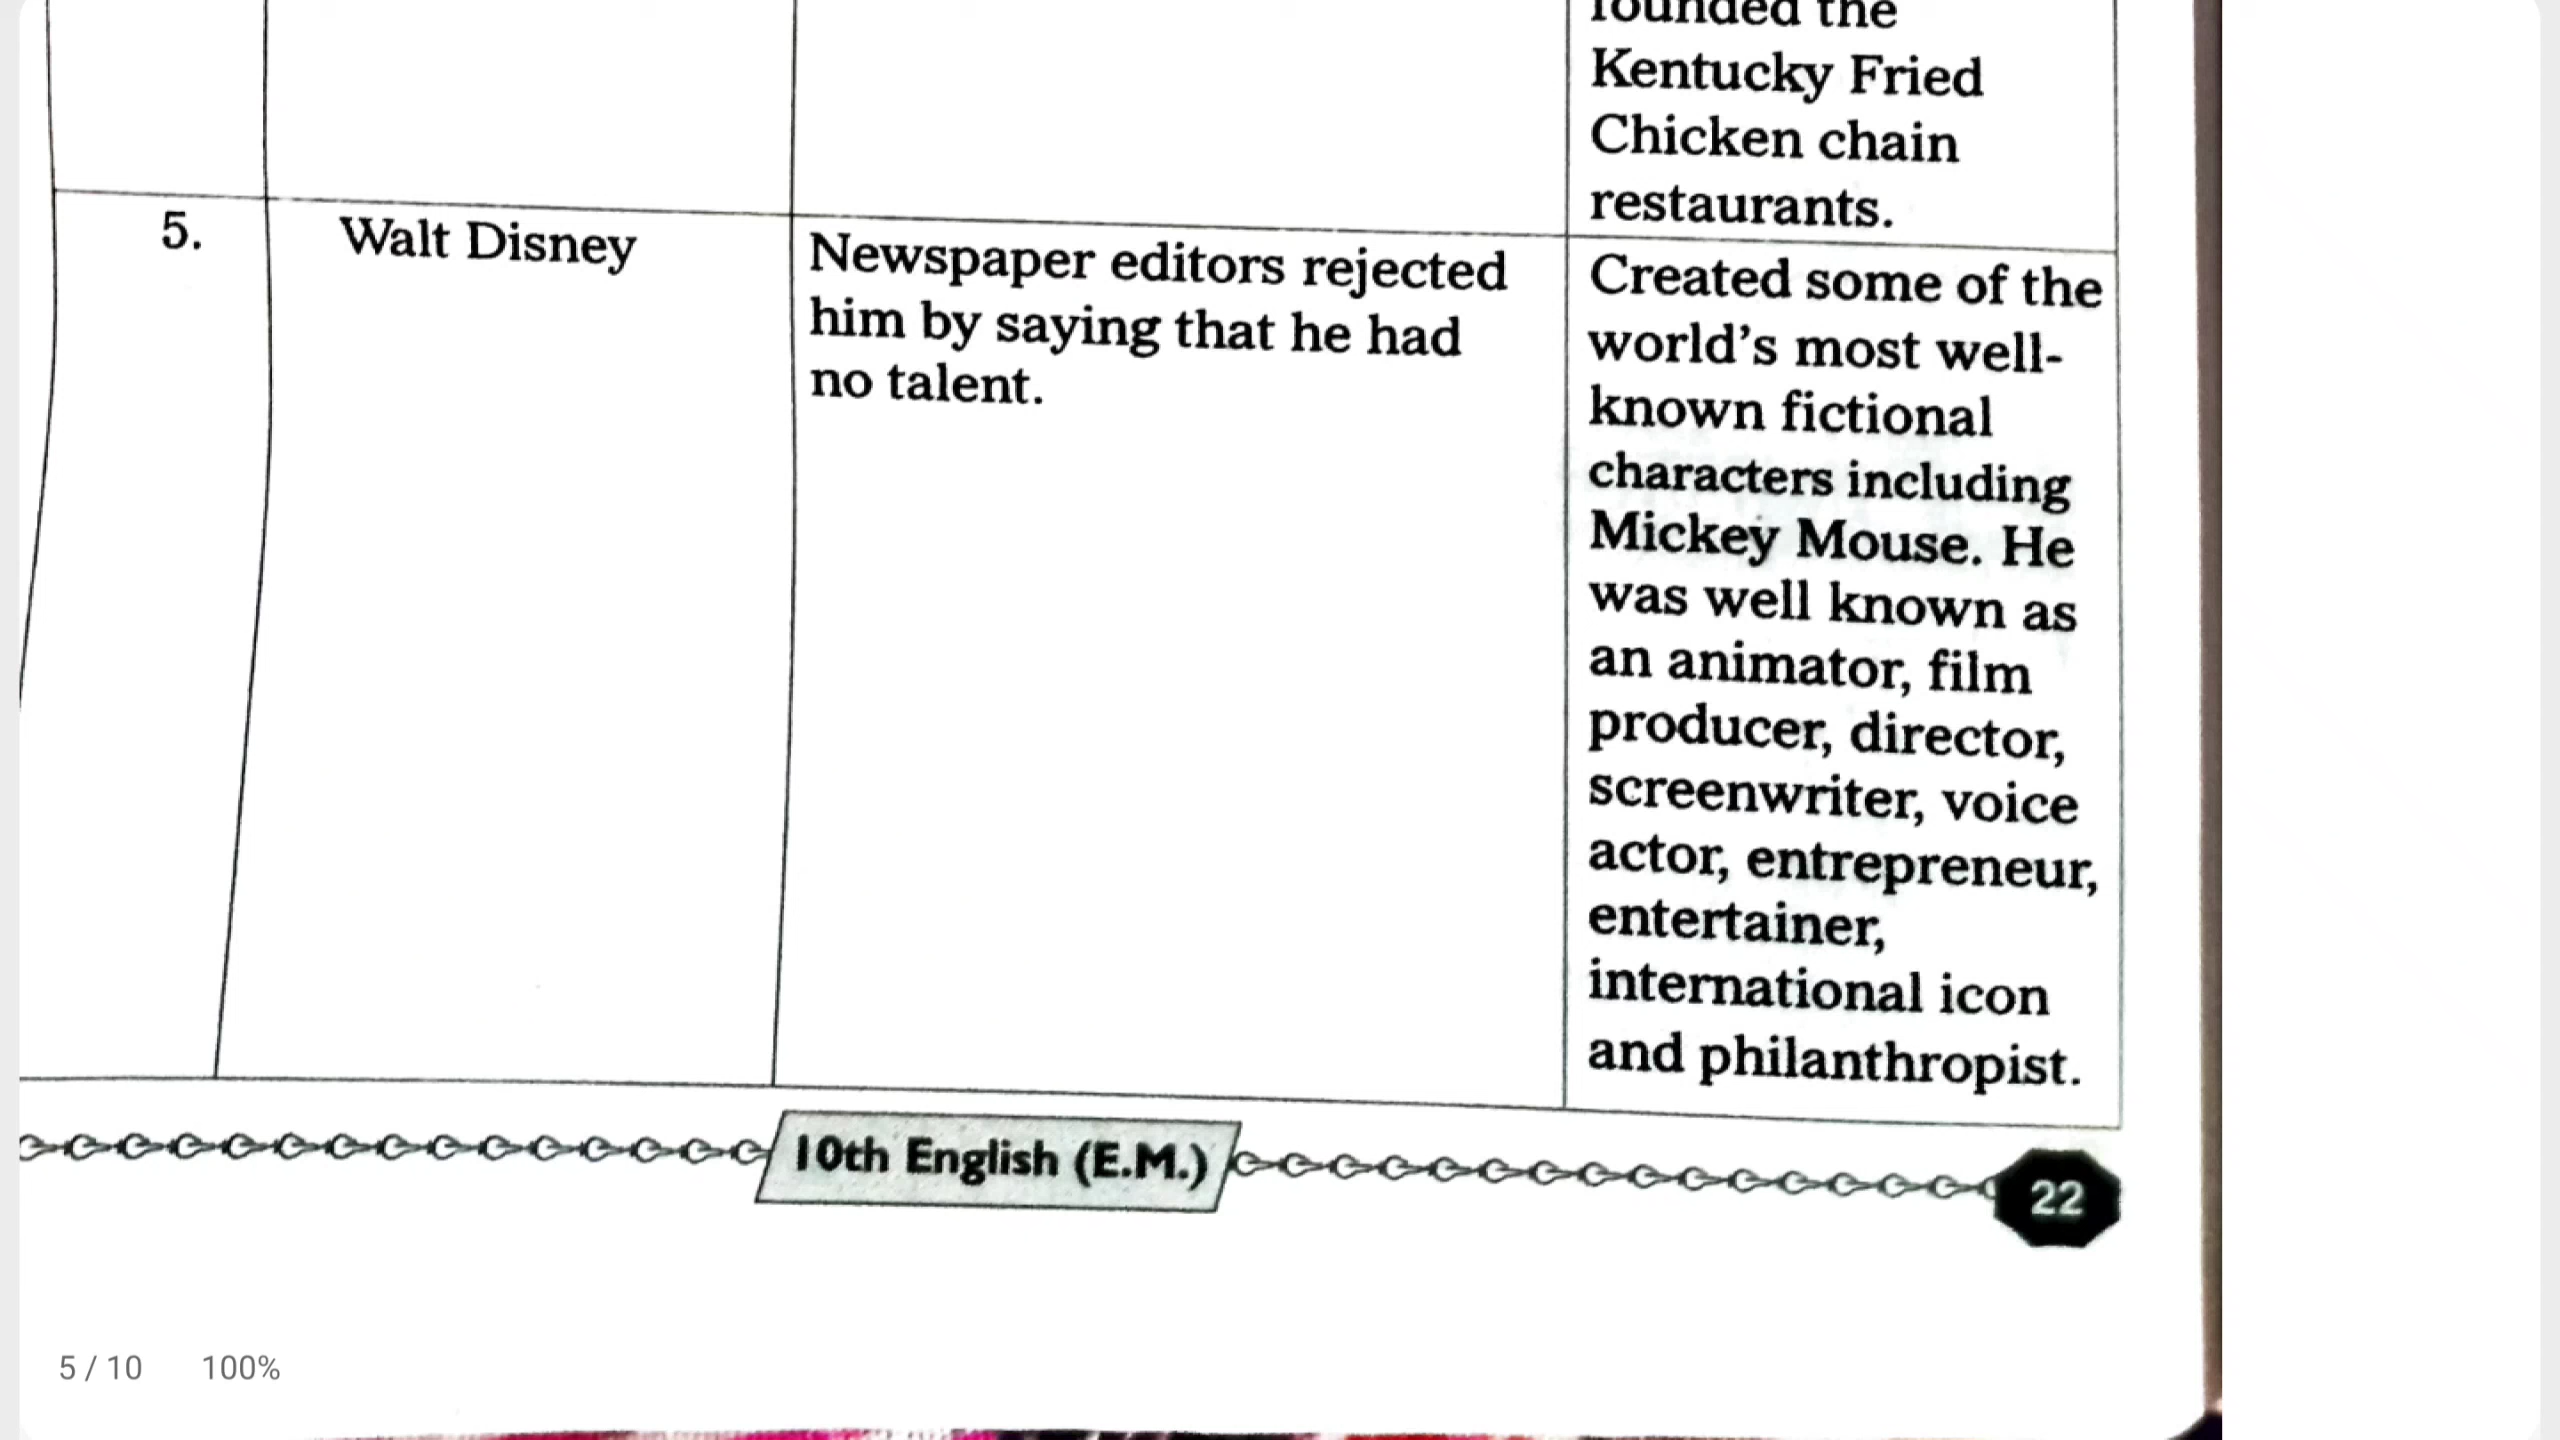 founded the
Kentucky Fried
Chicken chain
restaurants.
5.
Walt Disney
Newspaper editors rejected
him by saying that he had
no talent.
Created some of the
world's most well-
known fictional
characters including
Mickey Mouse. He
was well known as
an animator, film
producer, director,
screenwriter, voice
actor, entrepreneur,
entertainer,
international icon
and philanthropist.
10th English (E.M.)
22
5 / 10 100%